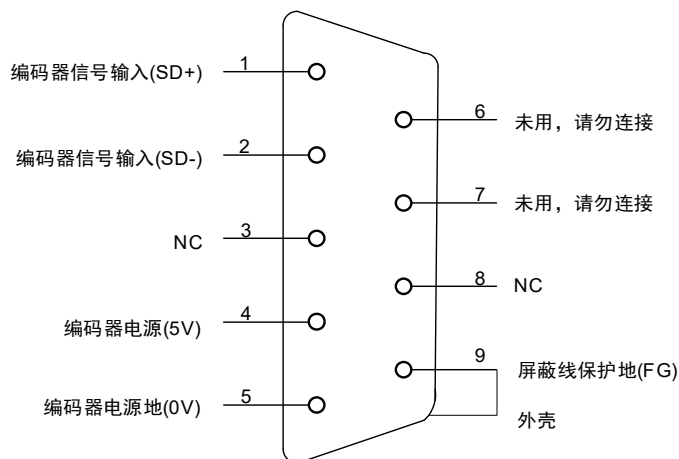 编码器信号输入(SD+)
1
编码器信号输入(SD-)
2
NC
3
编码器电源(5V)
4
编码器电源地(0V)
5
6
未用，请勿连接
7
未用，请勿连接
8
NC
9
屏蔽线保护地(FG)
外壳